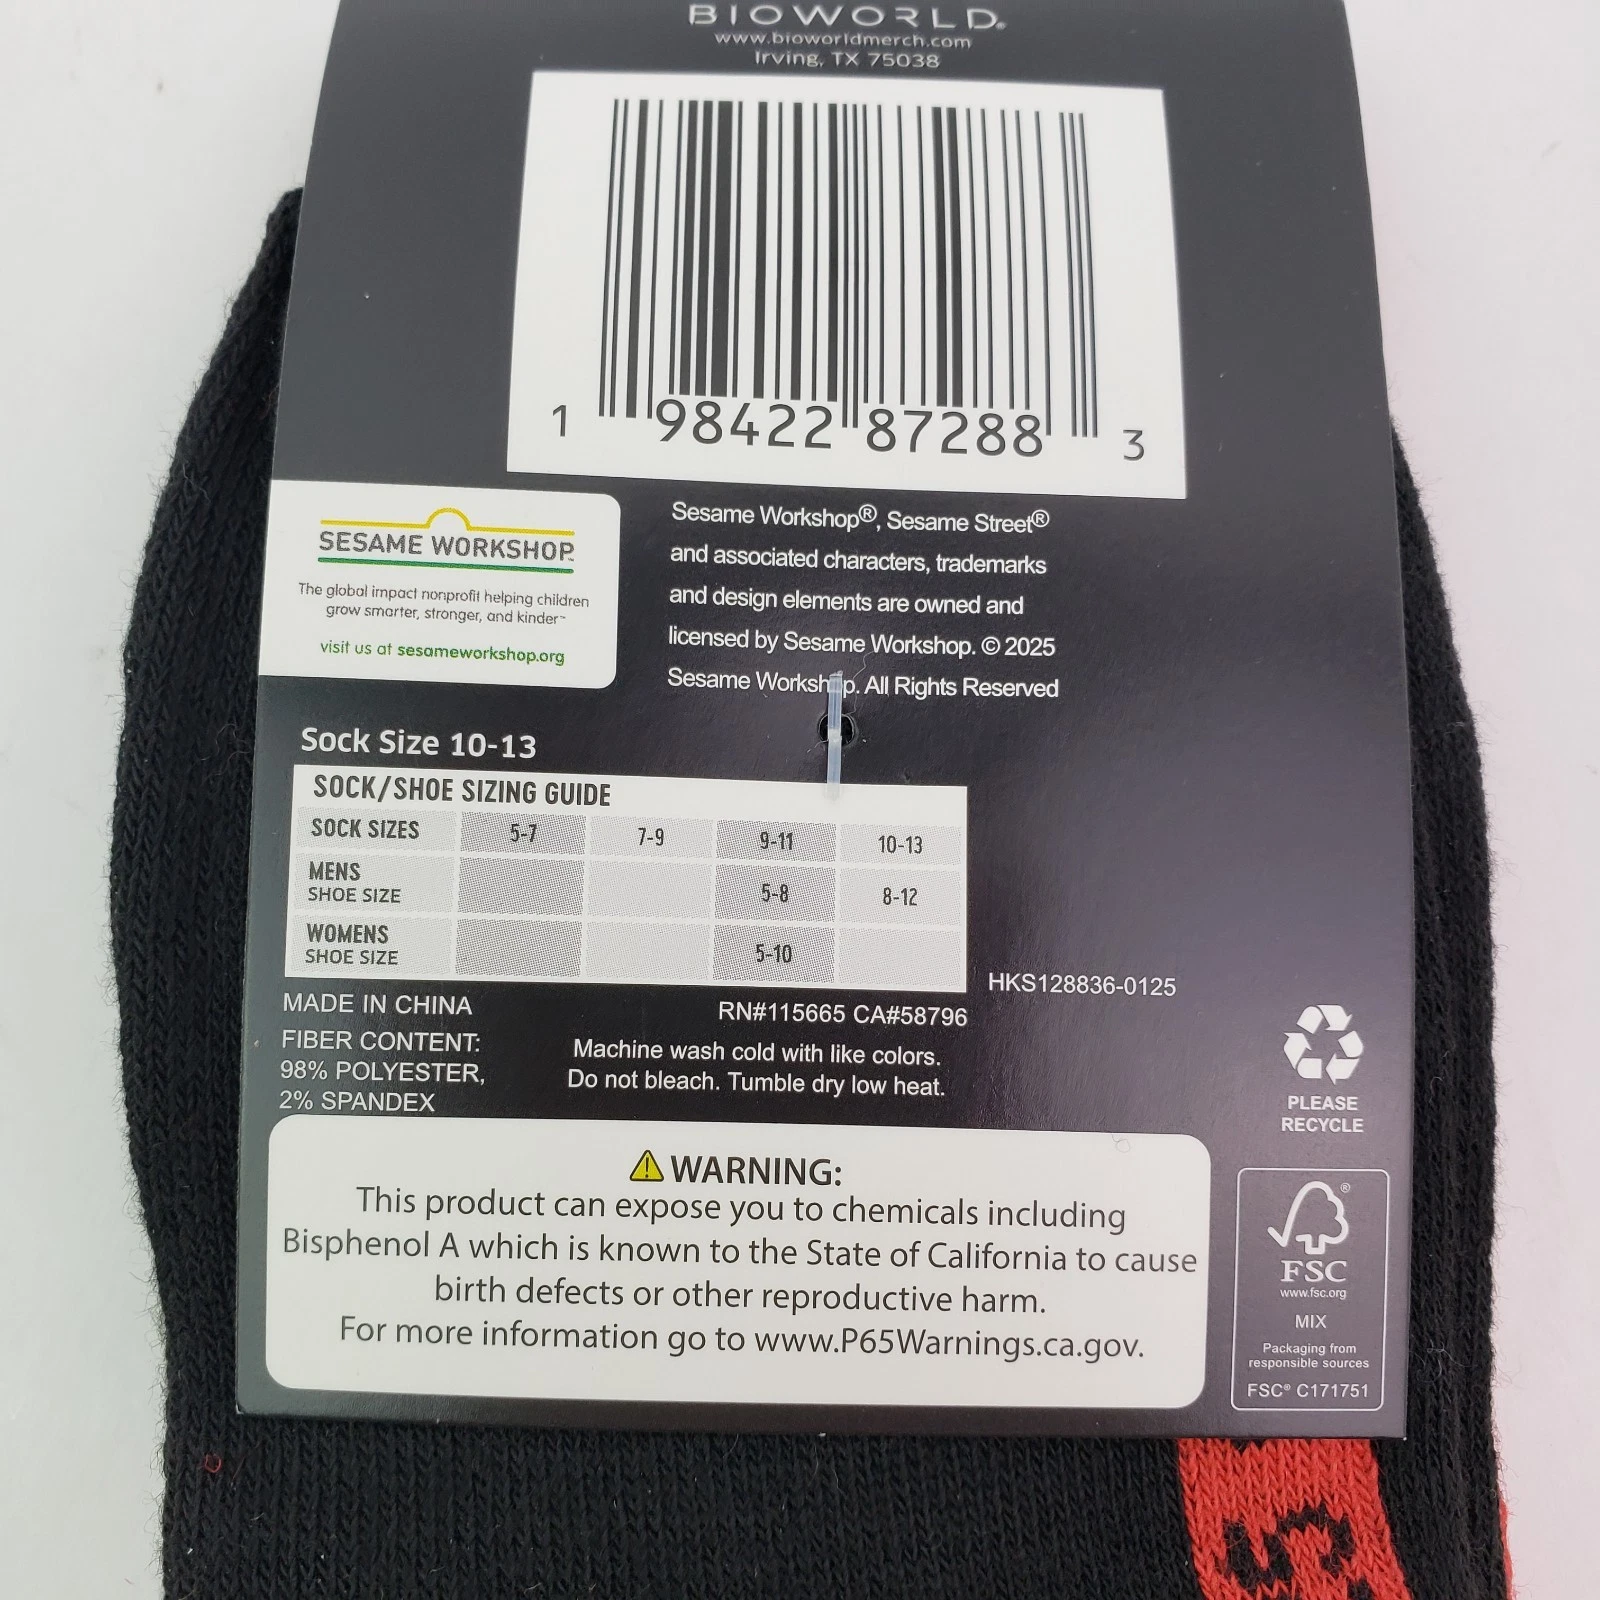 BIOWORLD®
www.bioworldmerch.com
Irving, TX 75038
1 98422 87288 3
SESAME WORKSHOP
The global impact nonprofit helping children
grow smarter, stronger, and kinder™
visit us at sesameworkshop.org
Sesame Workshop®, Sesame Street®
and associated characters, trademarks
and design elements are owned and
licensed by Sesame Workshop. © 2025
Sesame Workshop. All Rights Reserved
Sock Size 10-13
SOCK/SHOE SIZING GUIDE
SOCK SIZES 5-7 7-9 9-11 10-13
MENS
SHOE SIZE 5-8 8-12
WOMENS
SHOE SIZE 5-10
HKS128836-0125
MADE IN CHINA
RN#115665 CA#58796
FIBER CONTENT:
98% POLYESTER,
2% SPANDEX
Machine wash cold with like colors.
Do not bleach. Tumble dry low heat.
PLEASE
RECYCLE
WARNING:
This product can expose you to chemicals including
Bisphenol A which is known to the State of California to cause
birth defects or other reproductive harm.
For more information go to www.P65Warnings.ca.gov.
®
FSC
www.fsc.org
MIX
Packaging from
responsible sources
FSC® C171751